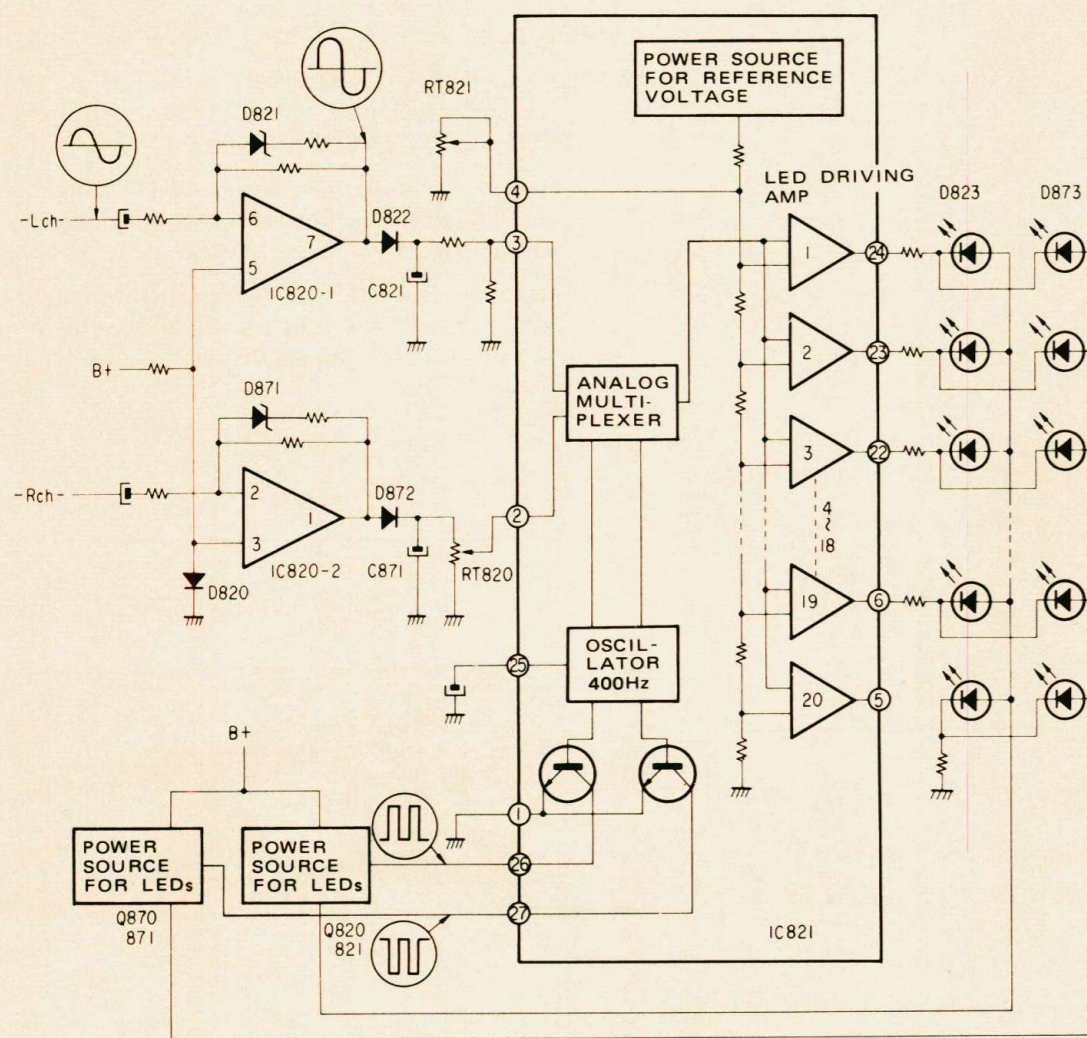 POWER SOURCE
FOR REFERENCE
VOLTAGE
RT821
D821
4
LED DRIVING
AMP
D823
D873
-Lch-
6
7
5
IC820-1
D822
C821
3
1
24
2
23
B+
D871
ANALOG
MULTI-
PLEXER
3
22
-Rch-
2
1
3
IC820-2
D872
C871
RT820
2
4
~
18
D820
19
6
25
OSCIL-
LATOR
400Hz
20
5
B+
1
POWER
SOURCE
FOR LEDs
POWER
SOURCE
FOR LEDs
26
27
Q870
871
Q820
821
IC821